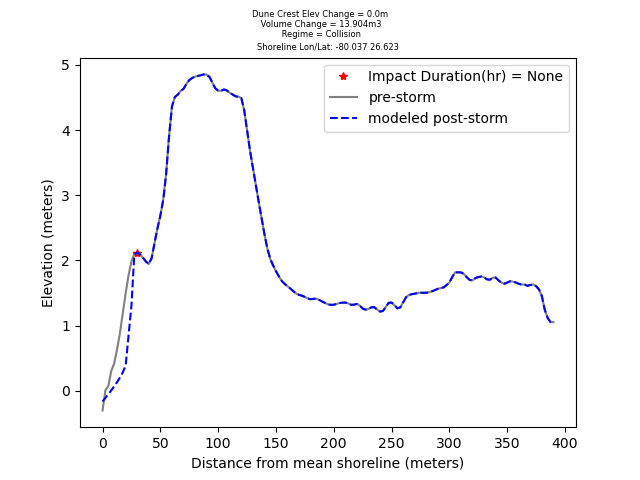 Dune Crest Elev Change = 0.0m
Volume Change = 13.904m3
Regime = Collision
Shoreline Lon/Lat: -80.037 26.623
Impact Duration(hr) = None
pre-storm
modeled post-storm
Elevation (meters)
5
4
3
2
1
0
0 50 100 150 200 250 300 350 400
Distance from mean shoreline (meters)